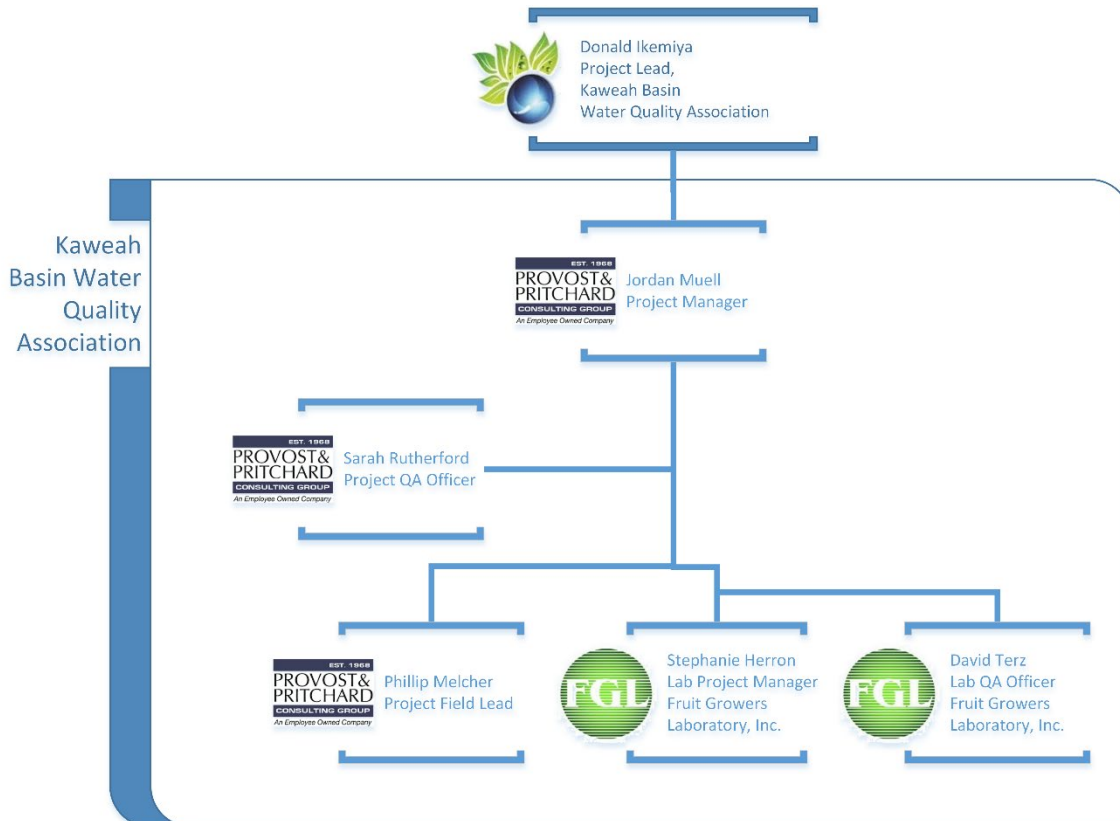 Donald Ikemiya
Project Lead,
Kaweah Basin
Water Quality Association
Kaweah
Basin Water
Quality
Association
EST. 1968
PROVOST&
PRITCHARD
CONSULTING GROUP
An Employee Owned Company
Jordan Muell
Project Manager
EST. 1968
PROVOST&
PRITCHARD
CONSULTING GROUP
An Employee Owned Company
Sarah Rutherford
Project QA Officer
EST. 1968
PROVOST&
PRITCHARD
CONSULTING GROUP
An Employee Owned Company
Phillip Melcher
Project Field Lead
FGL
Stephanie Herron
Lab Project Manager
Fruit Growers
Laboratory, Inc.
FGL
David Terz
Lab QA Officer
Fruit Growers
Laboratory, Inc.